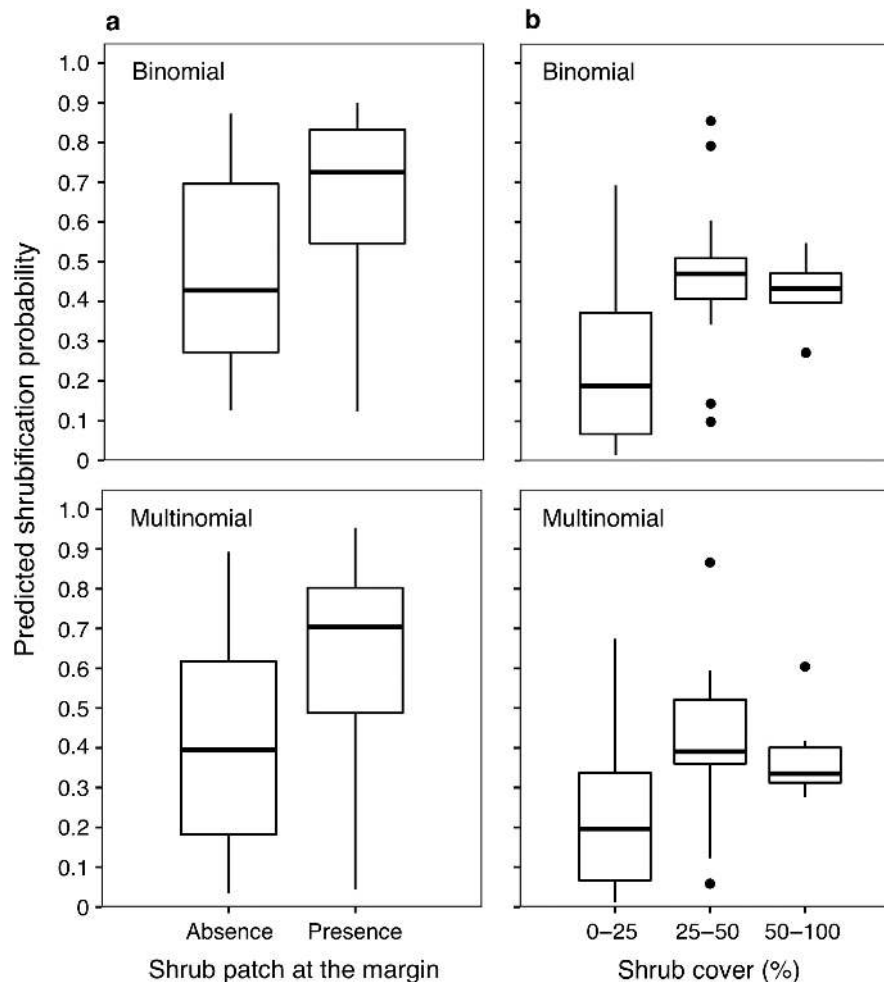 a
b
Binomial
Binomial
1.0
0.9
0.8
0.7
0.6
0.5
0.4
0.3
0.2
0.1
0
Predicted shrubification probability
Multinomial
Multinomial
1.0
0.9
0.8
0.7
0.6
0.5
0.4
0.3
0.2
0.1
0
Absence
Presence
0–25
25–50
50–100
Shrub patch at the margin
Shrub cover (%)